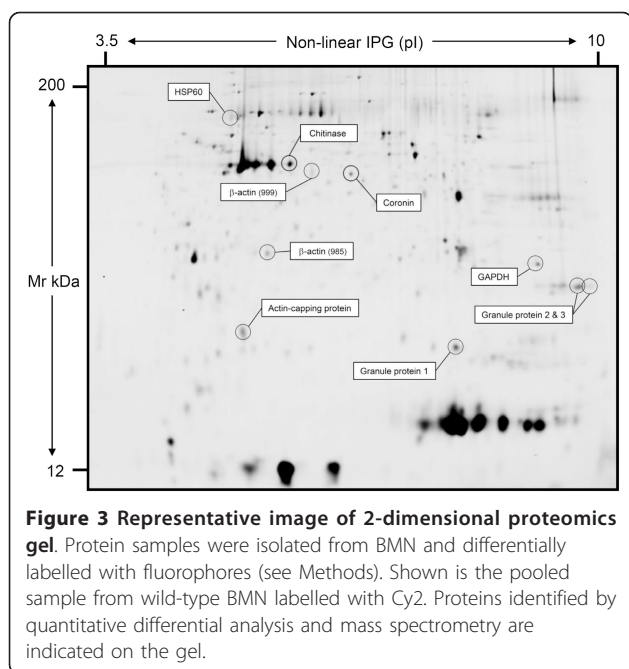 3.5 Non-linear IPG (pI) 10
200
HSP60
Chitinase
β-actin (999)
Coronin
β-actin (985)
GAPDH
Mr kDa
Granule protein 2 & 3
Actin-capping protein
Granule protein 1
12
Figure 3 Representative image of 2-dimensional proteomics
gel. Protein samples were isolated from BMN and differentially
labelled with fluorophores (see Methods). Shown is the pooled
sample from wild-type BMN labelled with Cy2. Proteins identified by
quantitative differential analysis and mass spectrometry are
indicated on the gel.